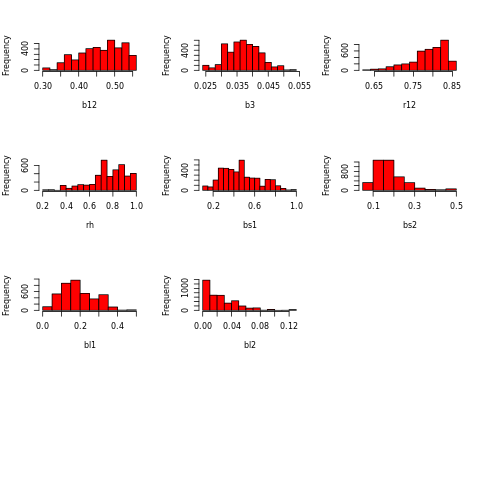 Frequency
0 400
0.30 0.40 0.50
b12
Frequency
0 400
0.025 0.035 0.045 0.055
b3
Frequency
0 600
0.65 0.75 0.85
r12
Frequency
0 600
0.2 0.4 0.6 0.8 1.0
rh
Frequency
0 400
0.2 0.6 1.0
bs1
Frequency
0 800
0.1 0.3 0.5
bs2
Frequency
0 600
0.0 0.2 0.4
bl1
Frequency
0 1000
0.00 0.04 0.08 0.12
bl2